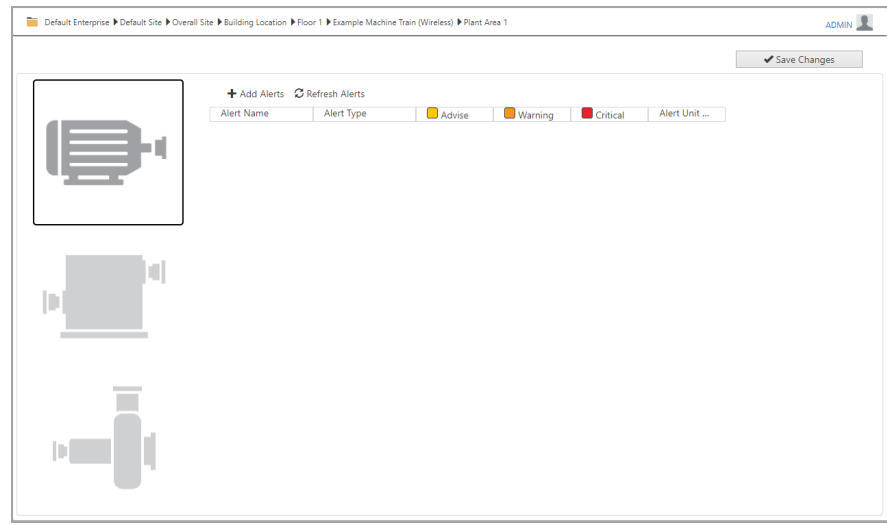 Default Enterprise Default Site Overall Site Building Location Floor 1 Example Machine Train (Wireless) Plant Area 1
ADMIN
Save Changes
Add Alerts Refresh Alerts
Alert Name Alert Type Advise Warning Critical Alert Unit ...